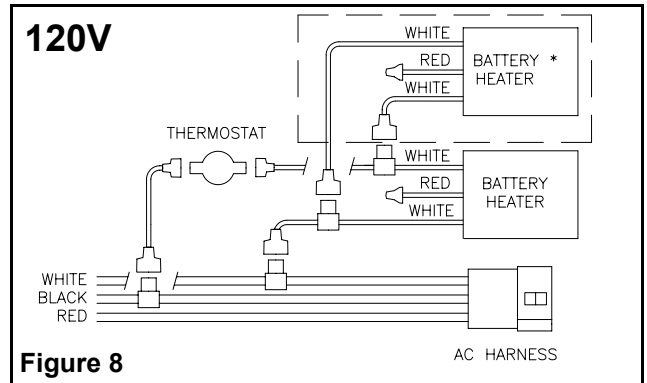 120V
WHITE
RED
WHITE
BATTERY *
HEATER
THERMOSTAT
WHITE
RED
WHITE
BATTERY
HEATER
WHITE
BLACK
RED
AC HARNESS
Figure 8